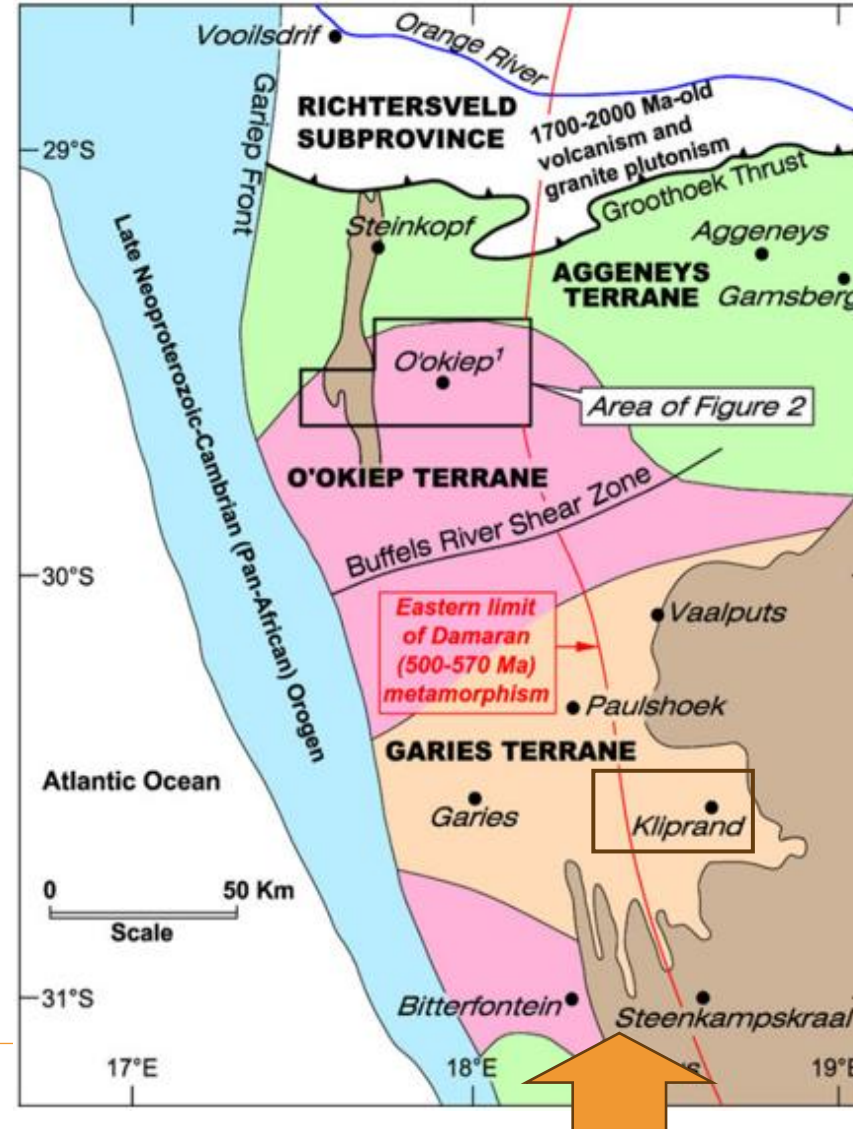 Vooilsdrif
Orange River
Gariep Front
RICHTERSVELD
SUBPROVINCE
1700-2000 Ma-old
volcanism and
granite plutonism
29°S
Groothoek Thrust
Steinkopf
Aggeneys
AGGENEYS
TERRANE
Gamsberg
Late Neoproterozoic-Cambrian (Pan-African) Orogen
O'okiep¹
Area of Figure 2
O'OKIEP TERRANE
Buffels River Shear Zone
30°S
Eastern limit
of Damaran
(500-570 Ma)
metamorphism
Vaalputs
Paulshoek
GARIES TERRANE
Atlantic Ocean
Garies
Kliprand
0 50 Km
Scale
31°S
Bitterfontein
Steenkampskraal
17°E
18°E